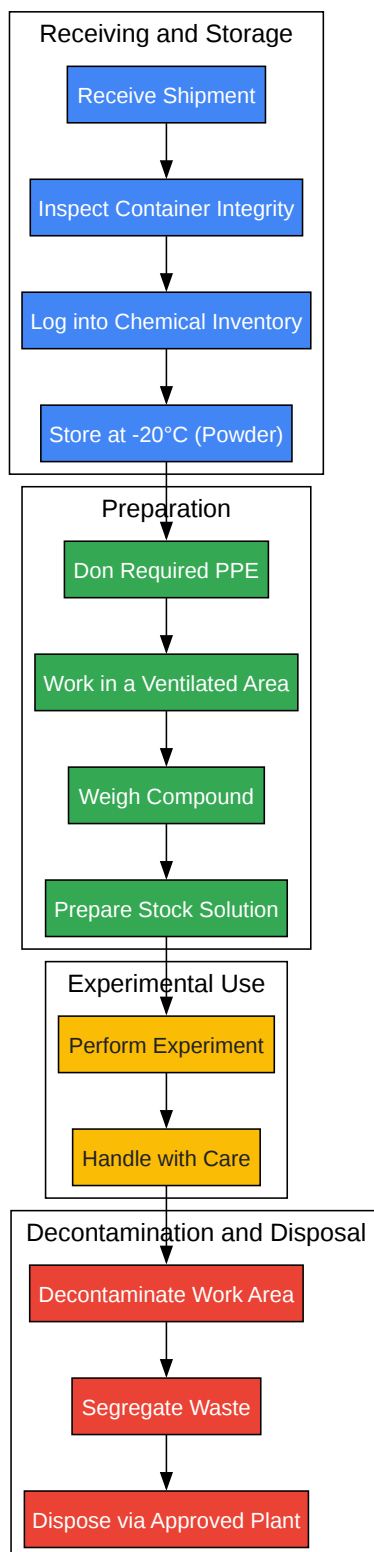 Receiving and Storage
Receive Shipment
Inspect Container Integrity
Log into Chemical Inventory
Store at -20°C (Powder)
Preparation
Don Required PPE
Work in a Ventilated Area
Weigh Compound
Prepare Stock Solution
Experimental Use
Perform Experiment
Handle with Care
Decontamination and Disposal
Decontaminate Work Area
Segregate Waste
Dispose via Approved Plant